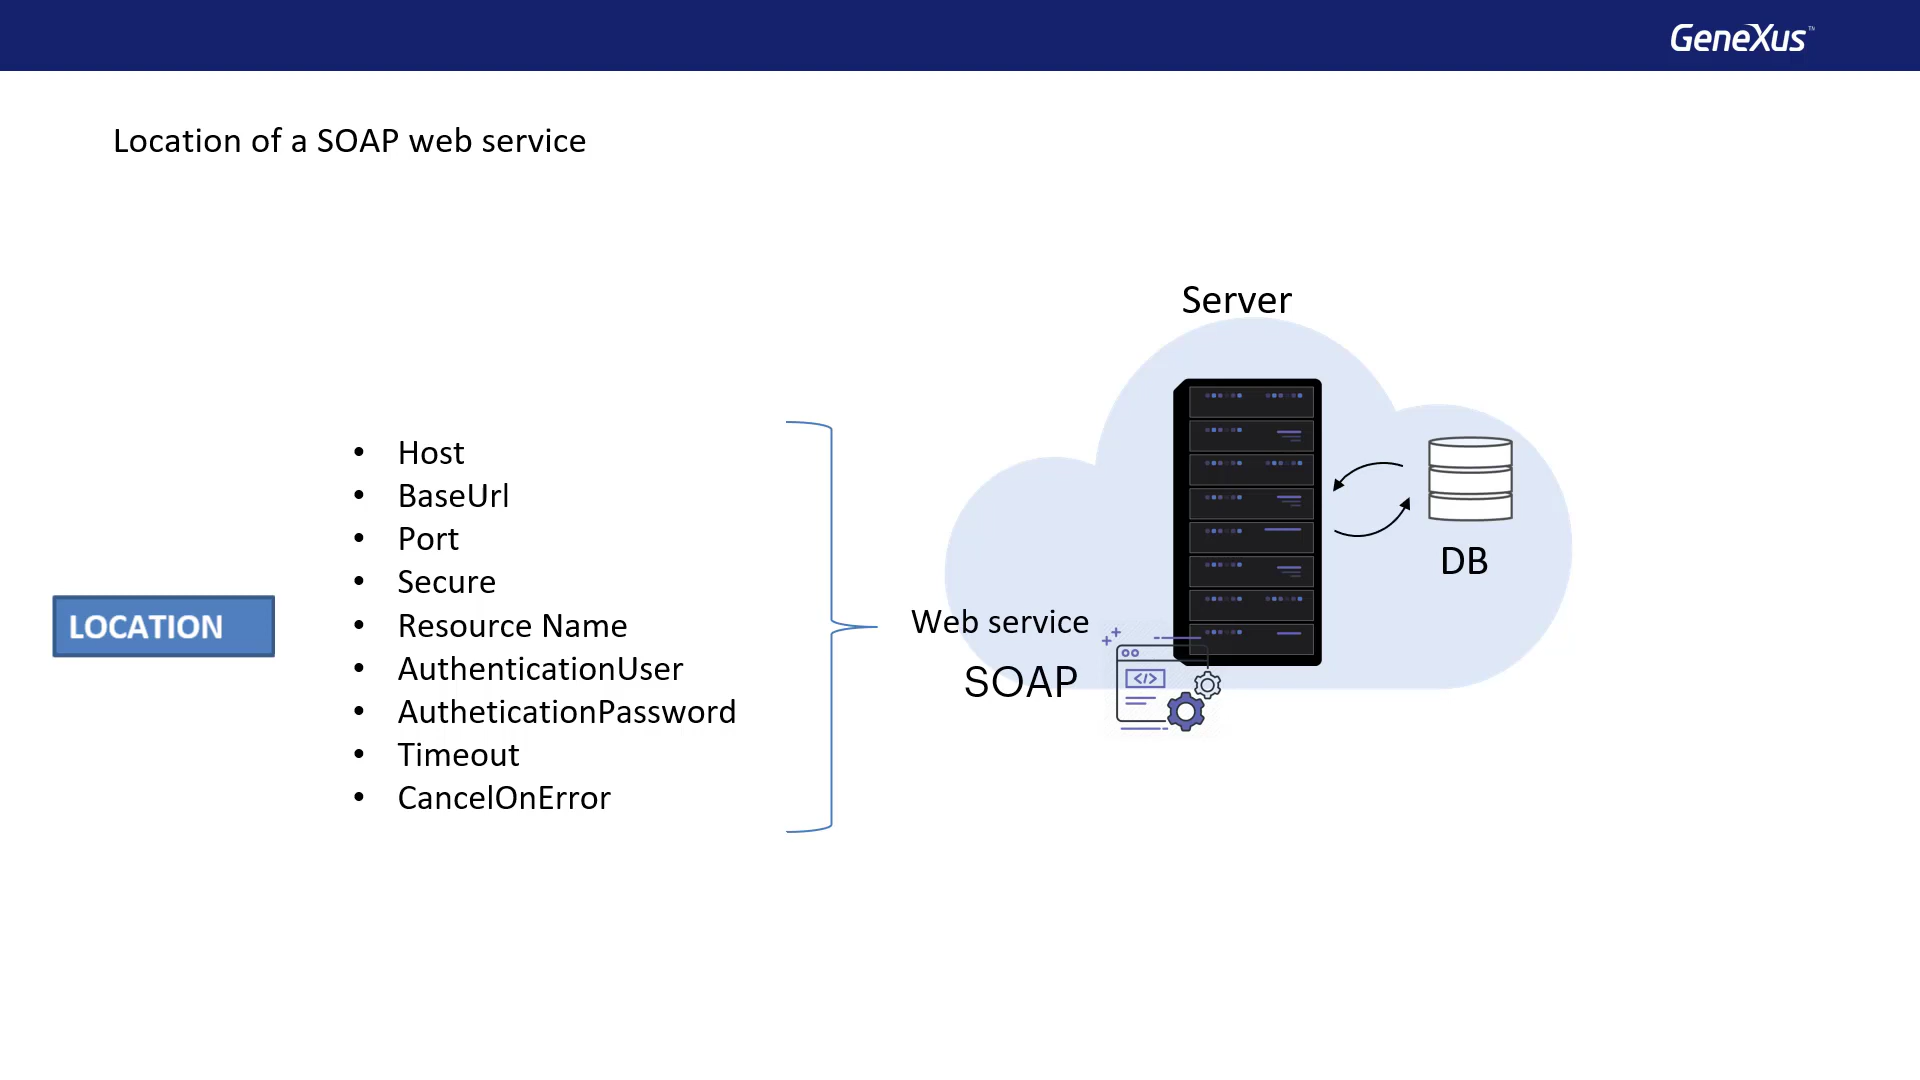 GeneXus™
Location of a SOAP web service
Server
• Host
• BaseUrl
• Port
• Secure
• Resource Name
• AuthenticationUser
• AutheticationPassword
• Timeout
• CancelOnError
LOCATION
Web service
SOAP
</>
DB